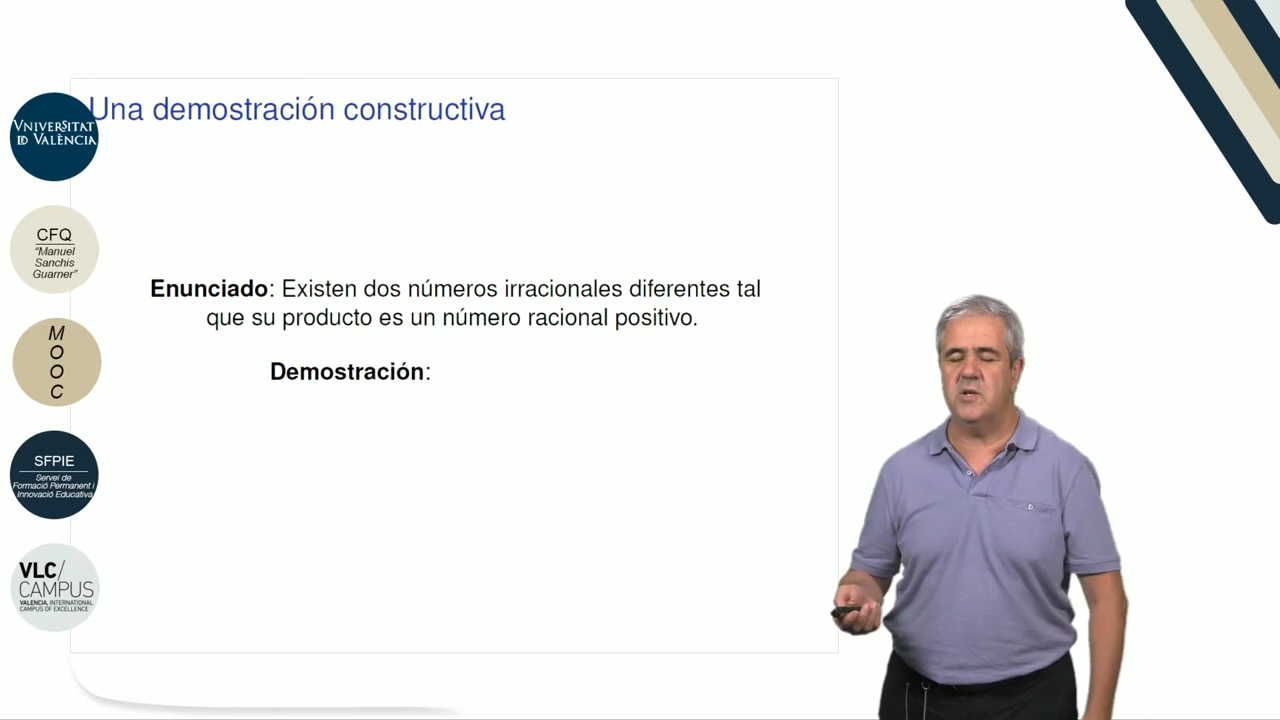 Una demostración constructiva
VNIVERSITAT
ID VALÈNCIA
CFQ
"Manuel
Sanchis
Guarner"
Enunciado: Existen dos números irracionales diferentes tal
que su producto es un número racional positivo.
M
O
O
C
Demostración:
SFPIE
Servei de
Formació Permanent i
Innovació Educativa
VLC/
CAMPUS
VALENCIA, INTERNATIONAL
CAMPUS OF EXCELLENCE